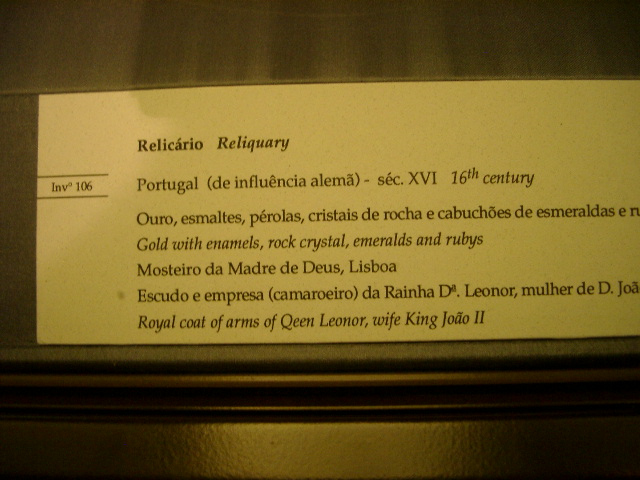 Relicário Reliquary
Invº 106
Portugal (de influência alemã) - séc. XVI 16th century
Ouro, esmaltes, pérolas, cristais de rocha e cabuchões de esmeraldas e
Gold with enamels, rock crystal, emeralds and rubys
Mosteiro da Madre de Deus, Lisboa
Escudo e empresa (camaroeiro) da Rainha Dª. Leonor, mulher de D.
Royal coat of arms of Qeen Leonor, wife King João II